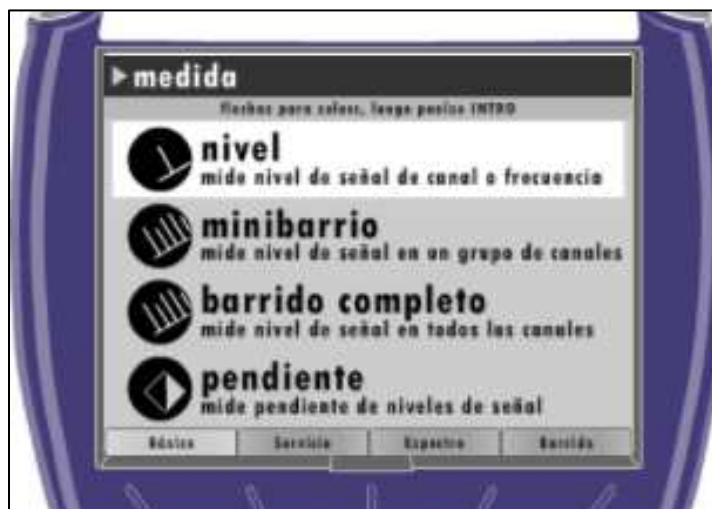 medida
flechas para selecc, luego pulse INTRO
nivel
mide nivel de señal de canal o frecuencia
minibarrio
mide nivel de señal en un grupo de canales
barrido completo
mide nivel de señal en todos los canales
pendiente
mide pendiente de niveles de señal
Básico Servicio Espectro Barrido